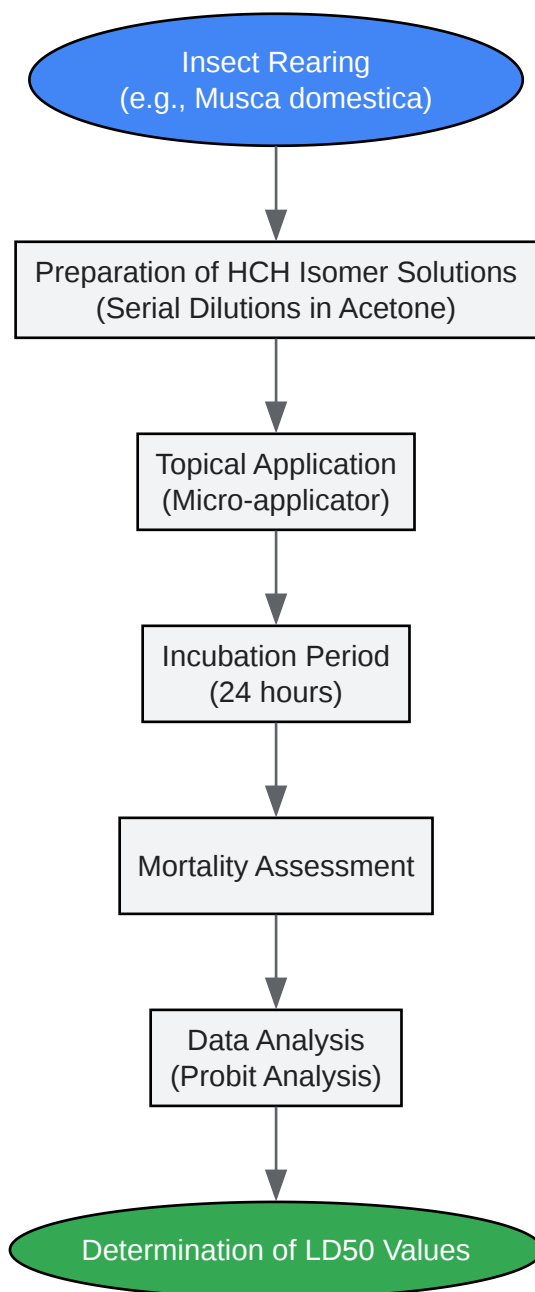 Insect Rearing
(e.g., Musca domestica)
Preparation of HCH Isomer Solutions
(Serial Dilutions in Acetone)
Topical Application
(Micro-applicator)
Incubation Period
(24 hours)
Mortality Assessment
Data Analysis
(Probit Analysis)
Determination of LD50 Values